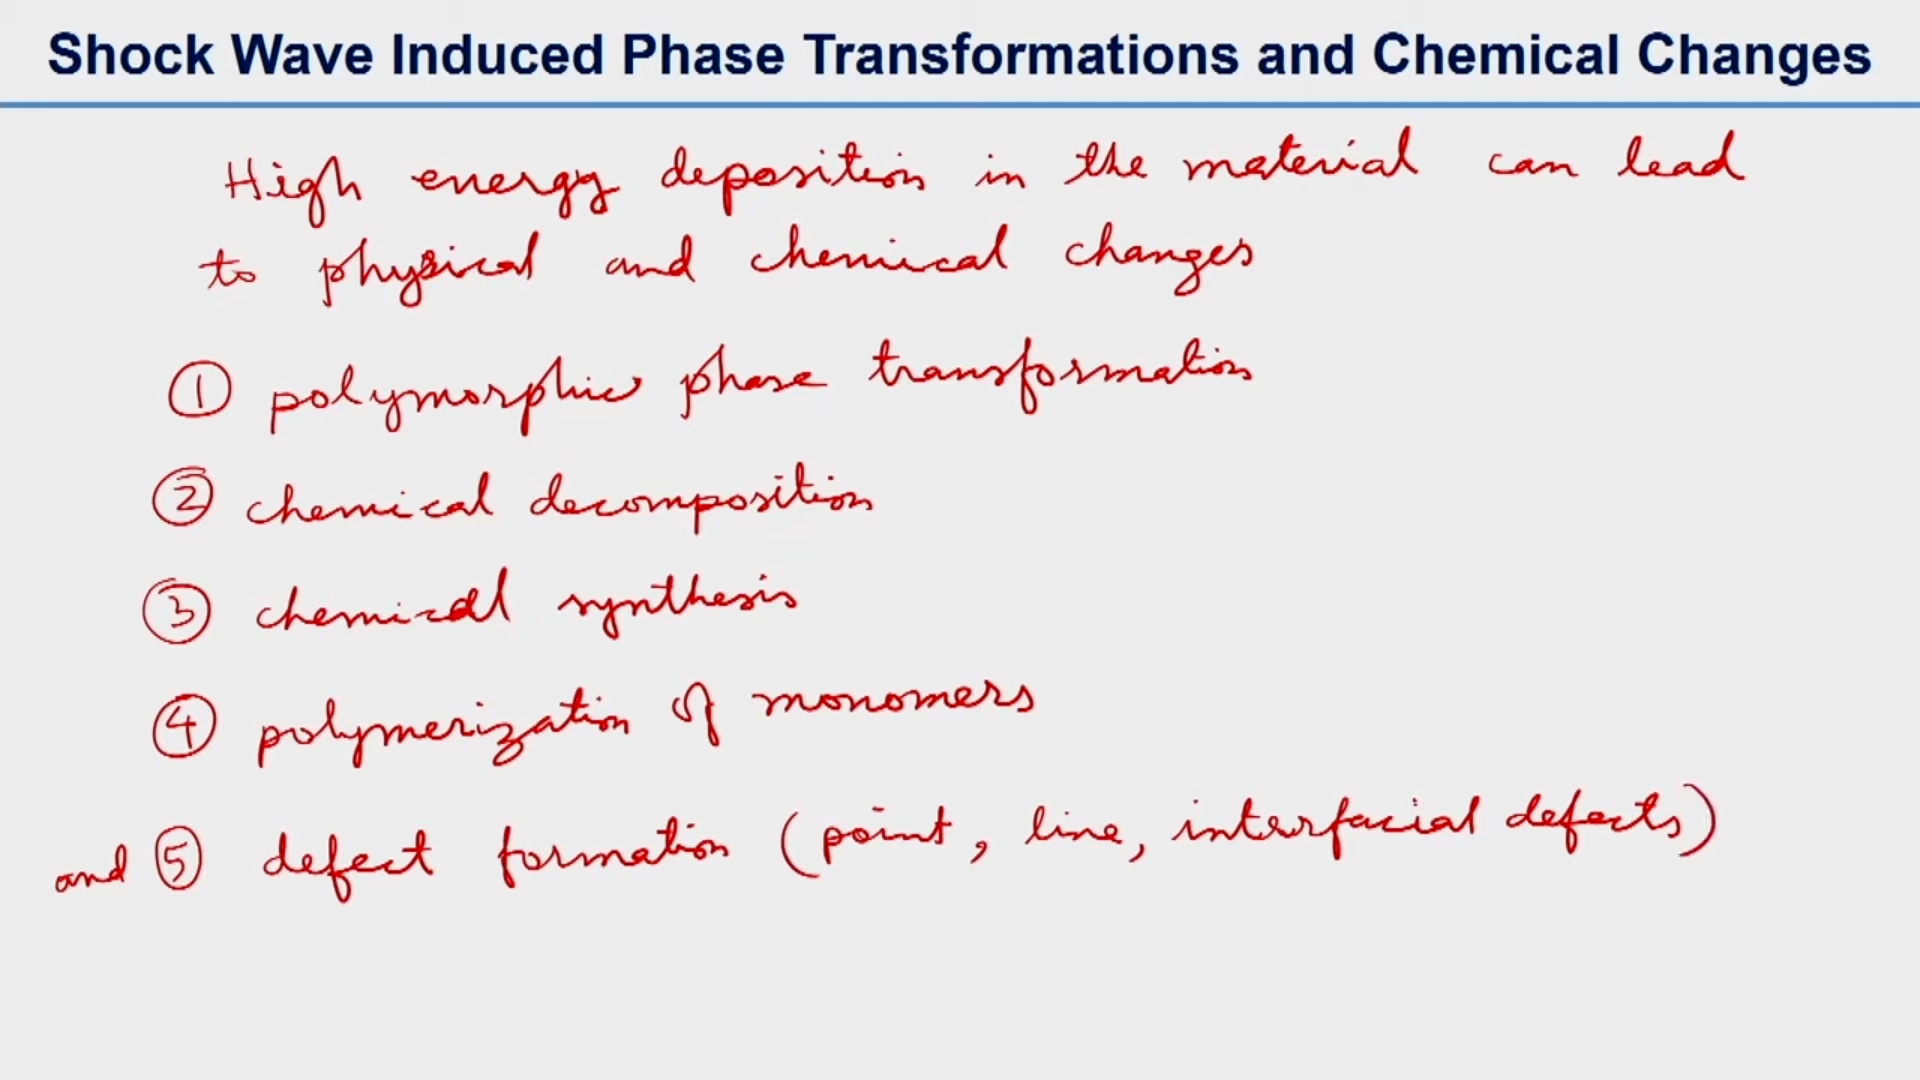 Shock Wave Induced Phase Transformations and Chemical Changes
High energy deposition in the material can lead
to physical and chemical changes
① polymorphic phase transformation
② chemical decomposition
③ chemical synthesis
④ polymerization of monomers
and ⑤ defect formation (point, line, interfacial defects)